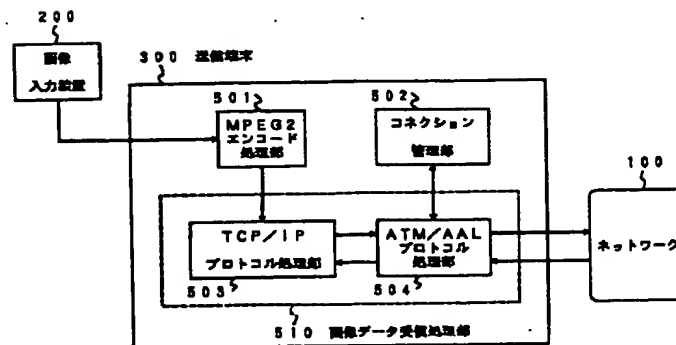 200
画像
入力装置
300 送信端末
501
MPEG2
エンコード
処理部
502
コネクション
管理部
100
ネットワーク
TCP/IP
プロトコル処理部
503
ATM/AAL
プロトコル
処理部
504
510 画像データ受信処理部